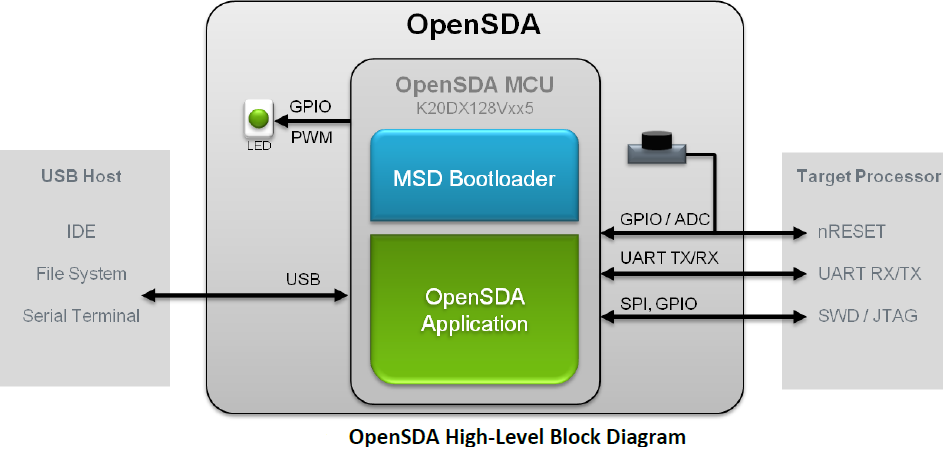 OpenSDA
OpenSDA MCU
K20DX128Vxx5
GPIO
PWM
LED
MSD Bootloader
USB Host
IDE
File System
Serial Terminal
USB
OpenSDA
Application
GPIO / ADC
UART TX/RX
SPI, GPIO
Target Processor
nRESET
UART RX/TX
SWD / JTAG
OpenSDA High-Level Block Diagram